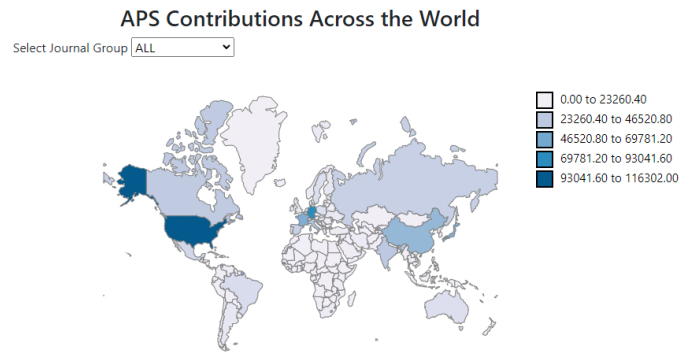 APS Contributions Across the World
Select Journal Group ALL
0.00 to 23260.40
23260.40 to 46520.80
46520.80 to 69781.20
69781.20 to 93041.60
93041.60 to 116302.00